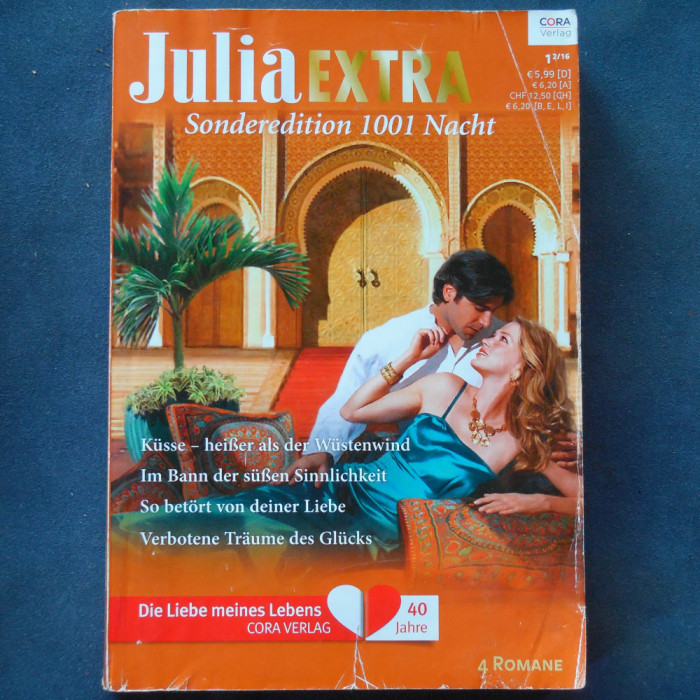 CORA
Verlag
Julia EXTRA
1 2/16
€ 5,99 [D]
€ 6,20 [A]
CHF 12,50 [CH]
€ 6,20 [B, E, L, I]
Sonderedition 1001 Nacht
Küsse – heißer als der Wüstenwind
Im Bann der süßen Sinnlichkeit
So betört von deiner Liebe
Verbotene Träume des Glücks
Die Liebe meines Lebens
CORA VERLAG
40
Jahre
4 ROMANE